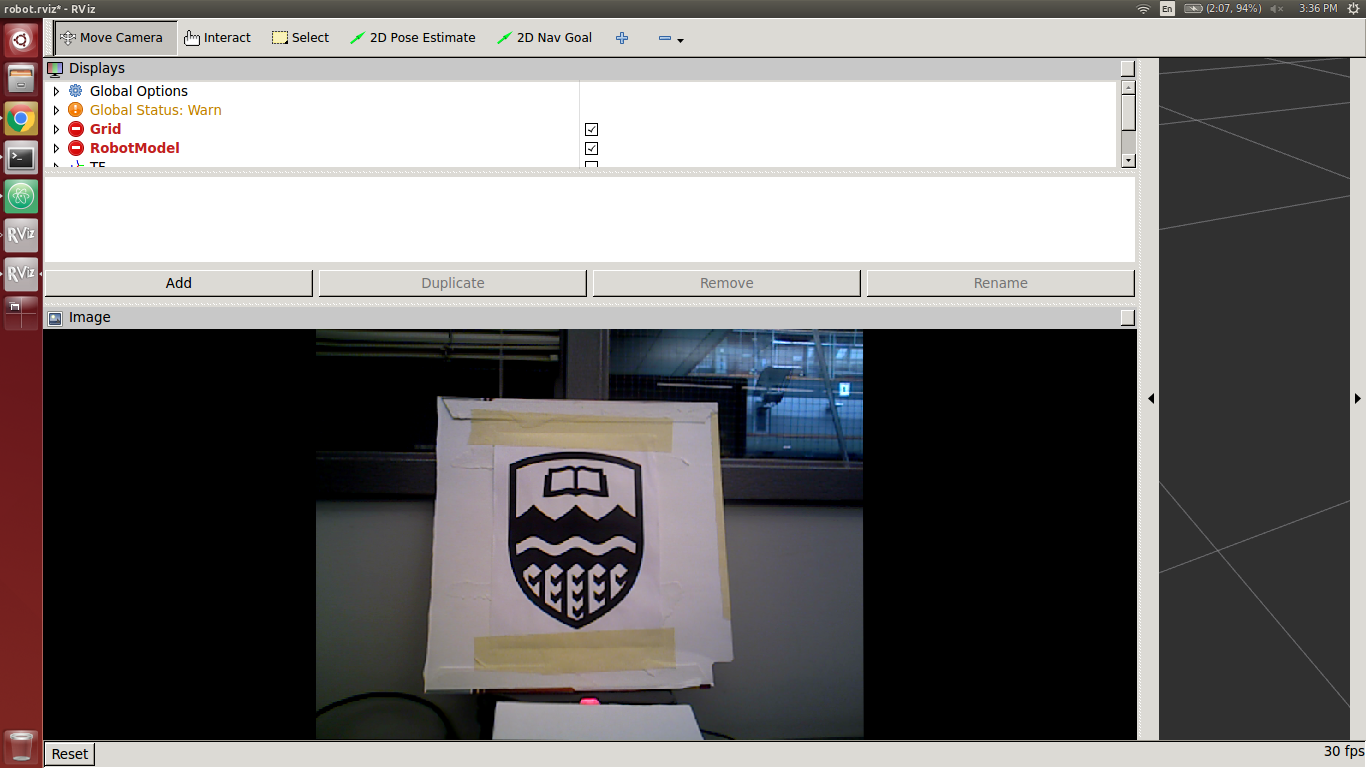 robot.rviz* - RViz
En (2:07, 94%) 3:36 PM
Move Camera Interact Select 2D Pose Estimate 2D Nav Goal
Displays
Global Options
Global Status: Warn
Grid
RobotModel
TF
RViz
RViz
Add Duplicate Remove Rename
Image
Reset 30 fps